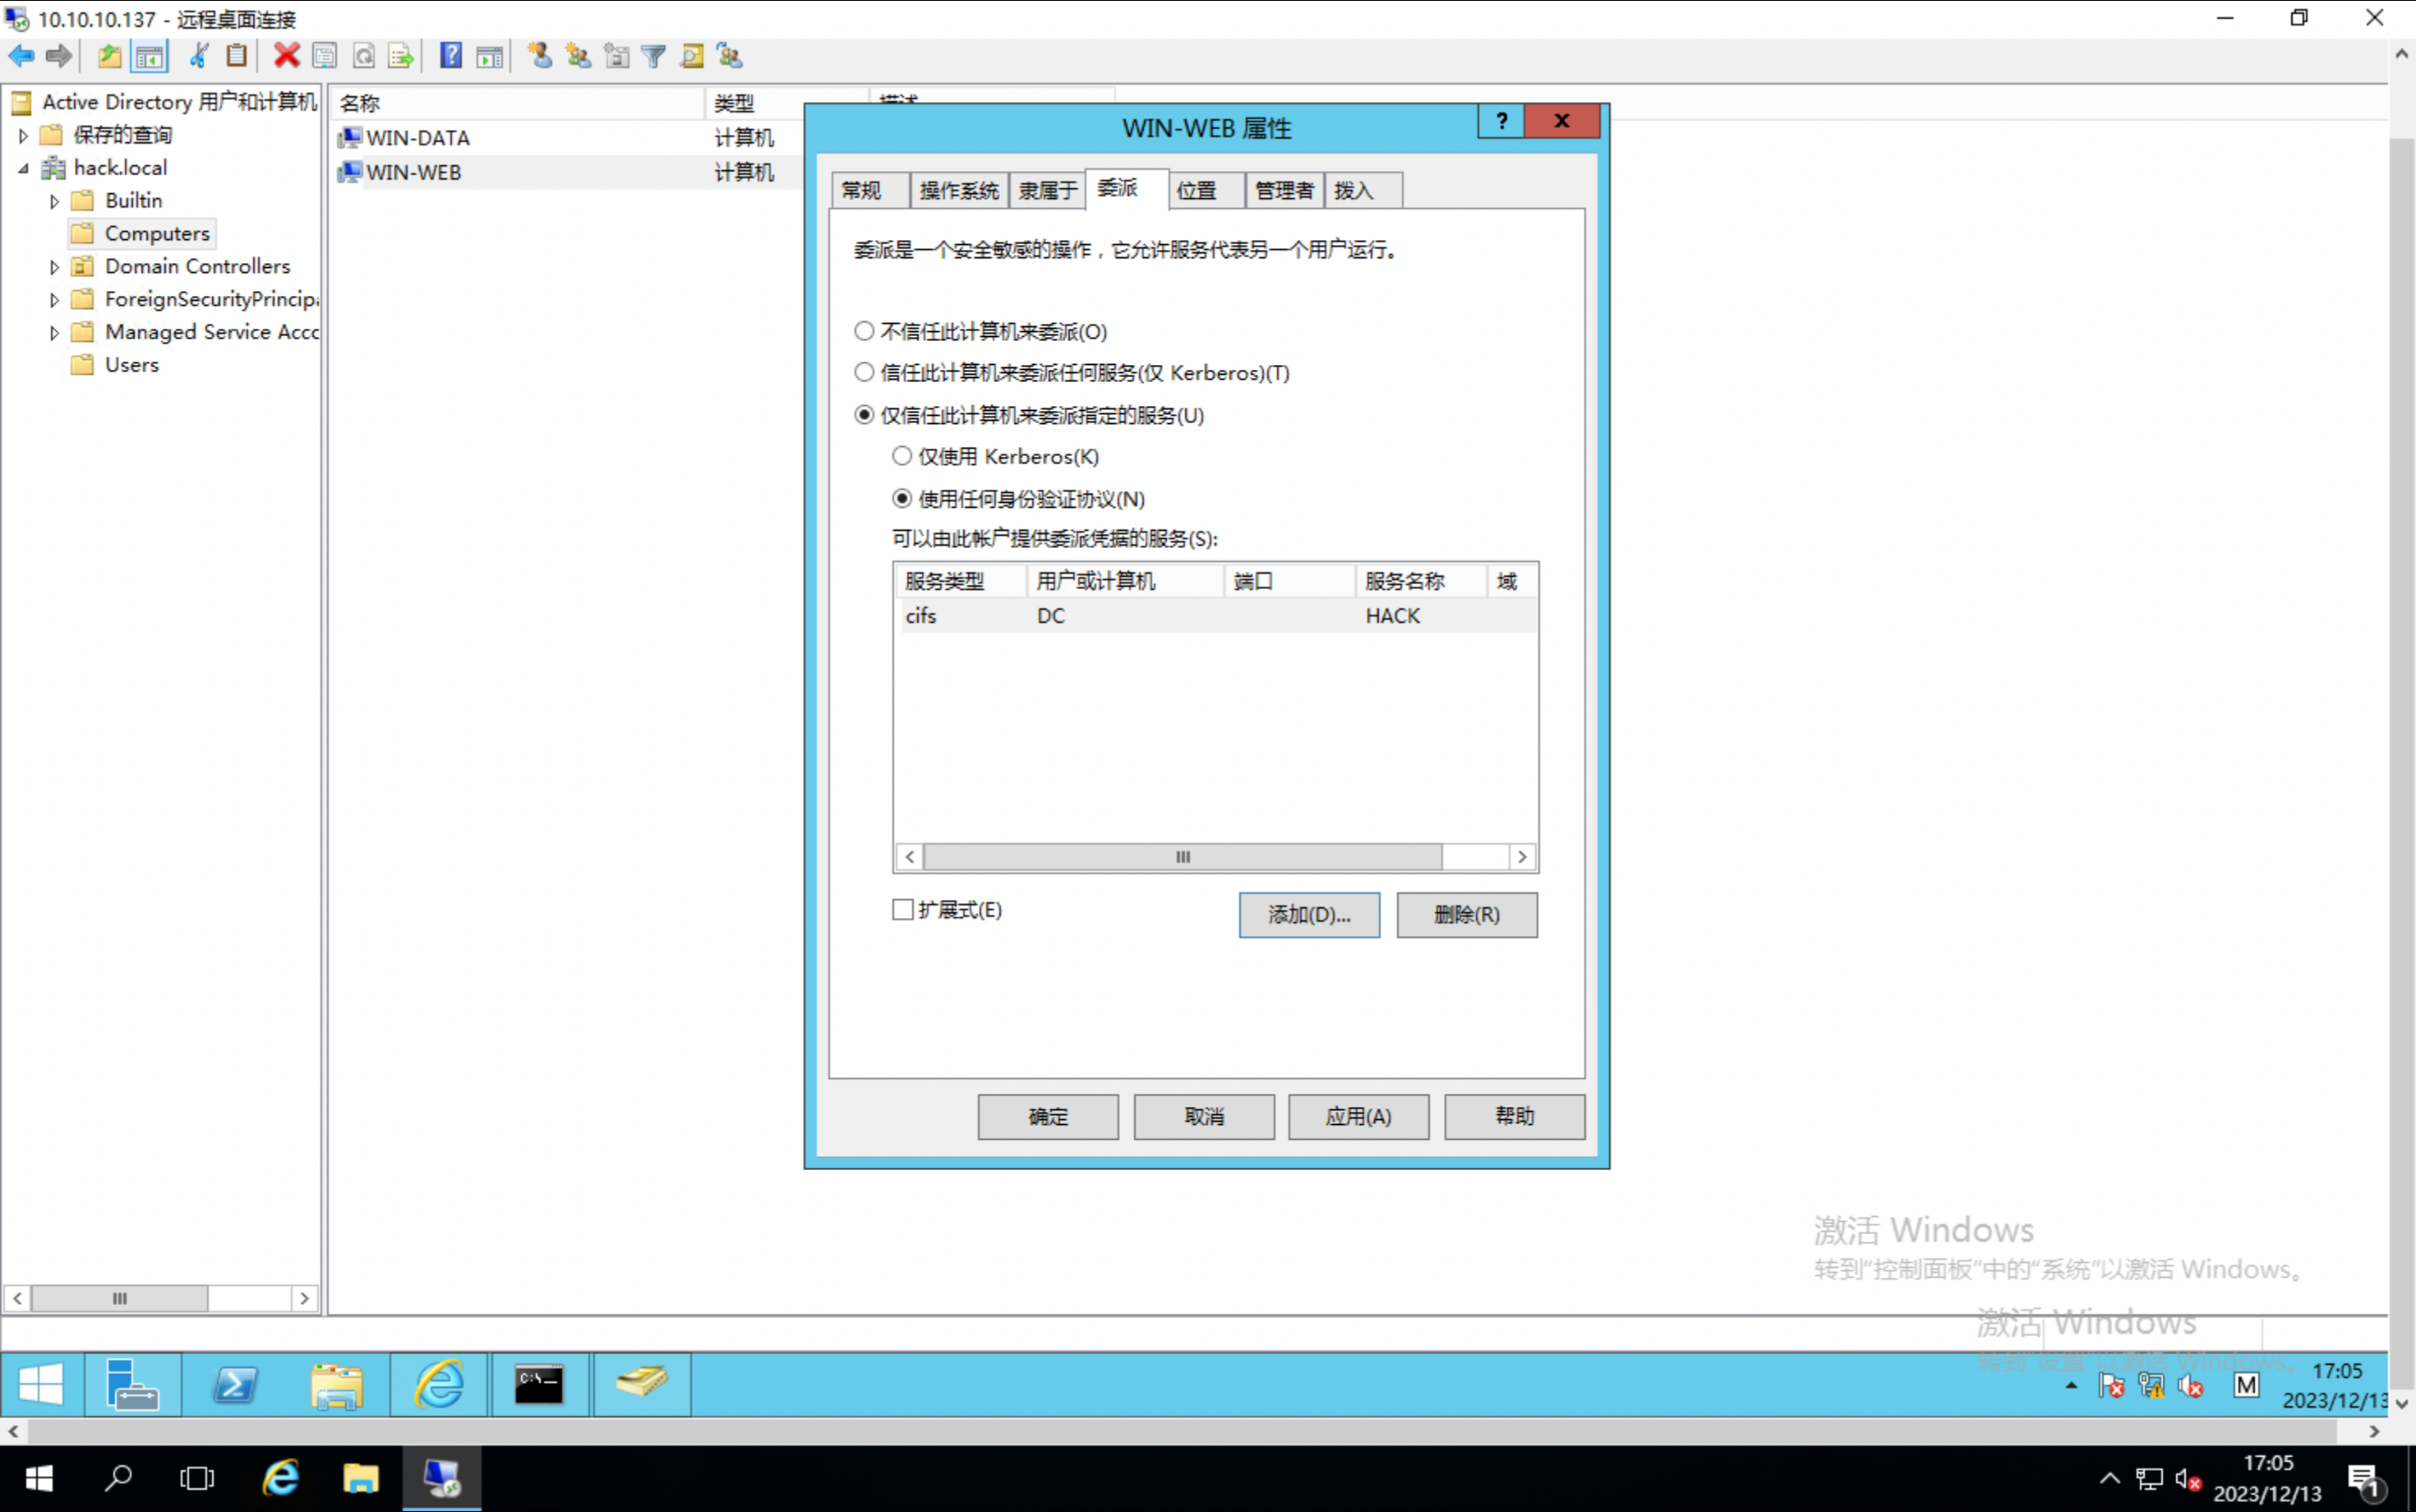 10.10.10.137 - 远程桌面连接
Active Directory 用户和计算机
保存的查询
hack.local
Builtin
Computers
Domain Controllers
ForeignSecurityPrincip
Managed Service Acc
Users
名称 类型 描述
WIN-DATA 计算机
WIN-WEB 计算机
WIN-WEB 属性
? x
常规 操作系统 隶属于 委派 位置 管理者 拨入
委派是一个安全敏感的操作，它允许服务代表另一个用户运行。
不信任此计算机来委派(O)
信任此计算机来委派任何服务(仅 Kerberos)(T)
仅信任此计算机来委派指定的服务(U)
仅使用 Kerberos(K)
使用任何身份验证协议(N)
可以由此帐户提供委派凭据的服务(S):
服务类型 用户或计算机 端口 服务名称 域
cifs DC HACK
扩展式(E)
添加(D)... 删除(R)
确定 取消 应用(A) 帮助
激活 Windows
转到“控制面板”中的“系统”以激活 Windows。
激活 Windows
转到“设置”以激活 Windows。
C:\_
M
17:05
2023/12/13
17:05
2023/12/13
1